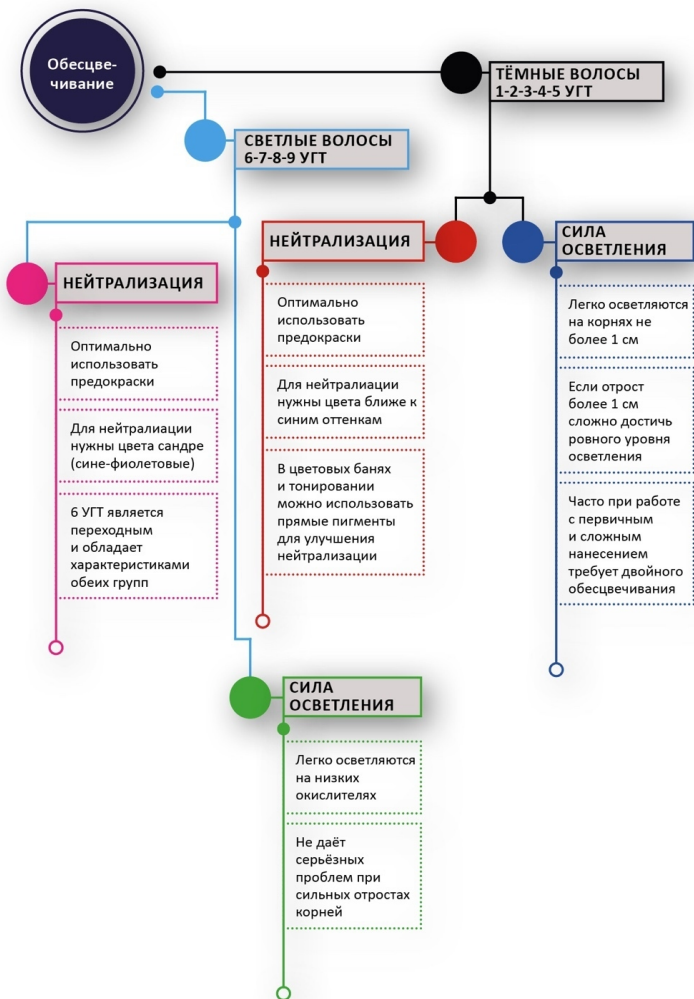 Обесцве-
чивание
ТЁМНЫЕ ВОЛОСЫ
1-2-3-4-5 УГТ
СВЕТЛЫЕ ВОЛОСЫ
6-7-8-9 УГТ
НЕЙТРАЛИЗАЦИЯ
Оптимально
использовать
предокраски
Для нейтралиации
нужны цвета сандре
(сине-фиолетовые)
6 УГТ является
переходным
и обладает
характеристиками
обеих групп
НЕЙТРАЛИЗАЦИЯ
Оптимально
использовать
предокраски
Для нейтралиации
нужны цвета ближе к
синим оттенкам
В цветовых банях
и тонировании
можно использовать
прямые пигменты
для улучшения
нейтрализации
СИЛА
ОСВЕТЛЕНИЯ
Легко осветляются
на корнях не
более 1 см
Если отрост
более 1 см
сложно достичь
ровного уровня
осветления
Часто при работе
с первичным
и сложным
нанесением
требует двойного
обесцвечивания
СИЛА
ОСВЕТЛЕНИЯ
Легко осветляются
на низких
окислителях
Не даёт
серьёзных
проблем при
сильных отростах
корней